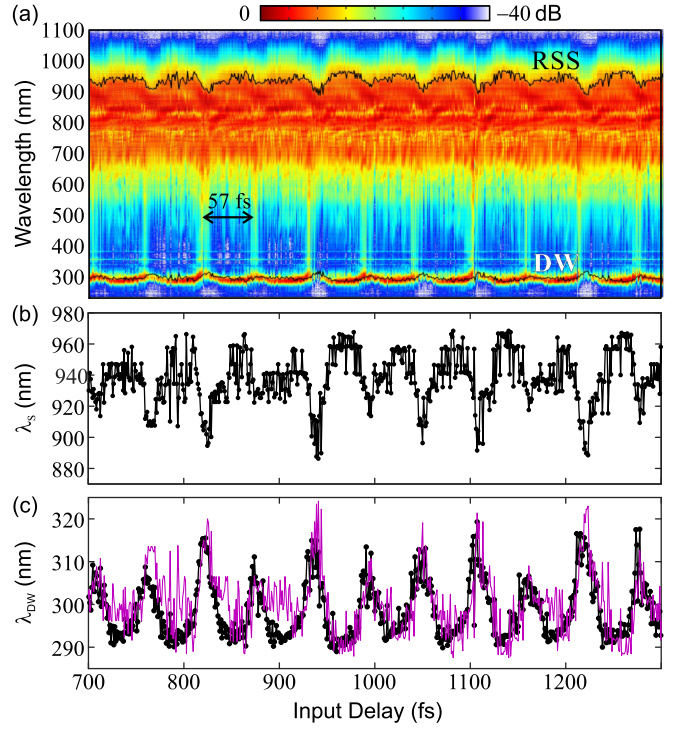 (a)
0
−40 dB
1100
1000
900
800
700
600
500
400
300
Wavelength (nm)
RSS
57 fs
DW
(b)
980
960
940
920
900
880
λS (nm)
(c)
320
310
300
290
λDW (nm)
700
800
900
1000
1100
1200
Input Delay (fs)